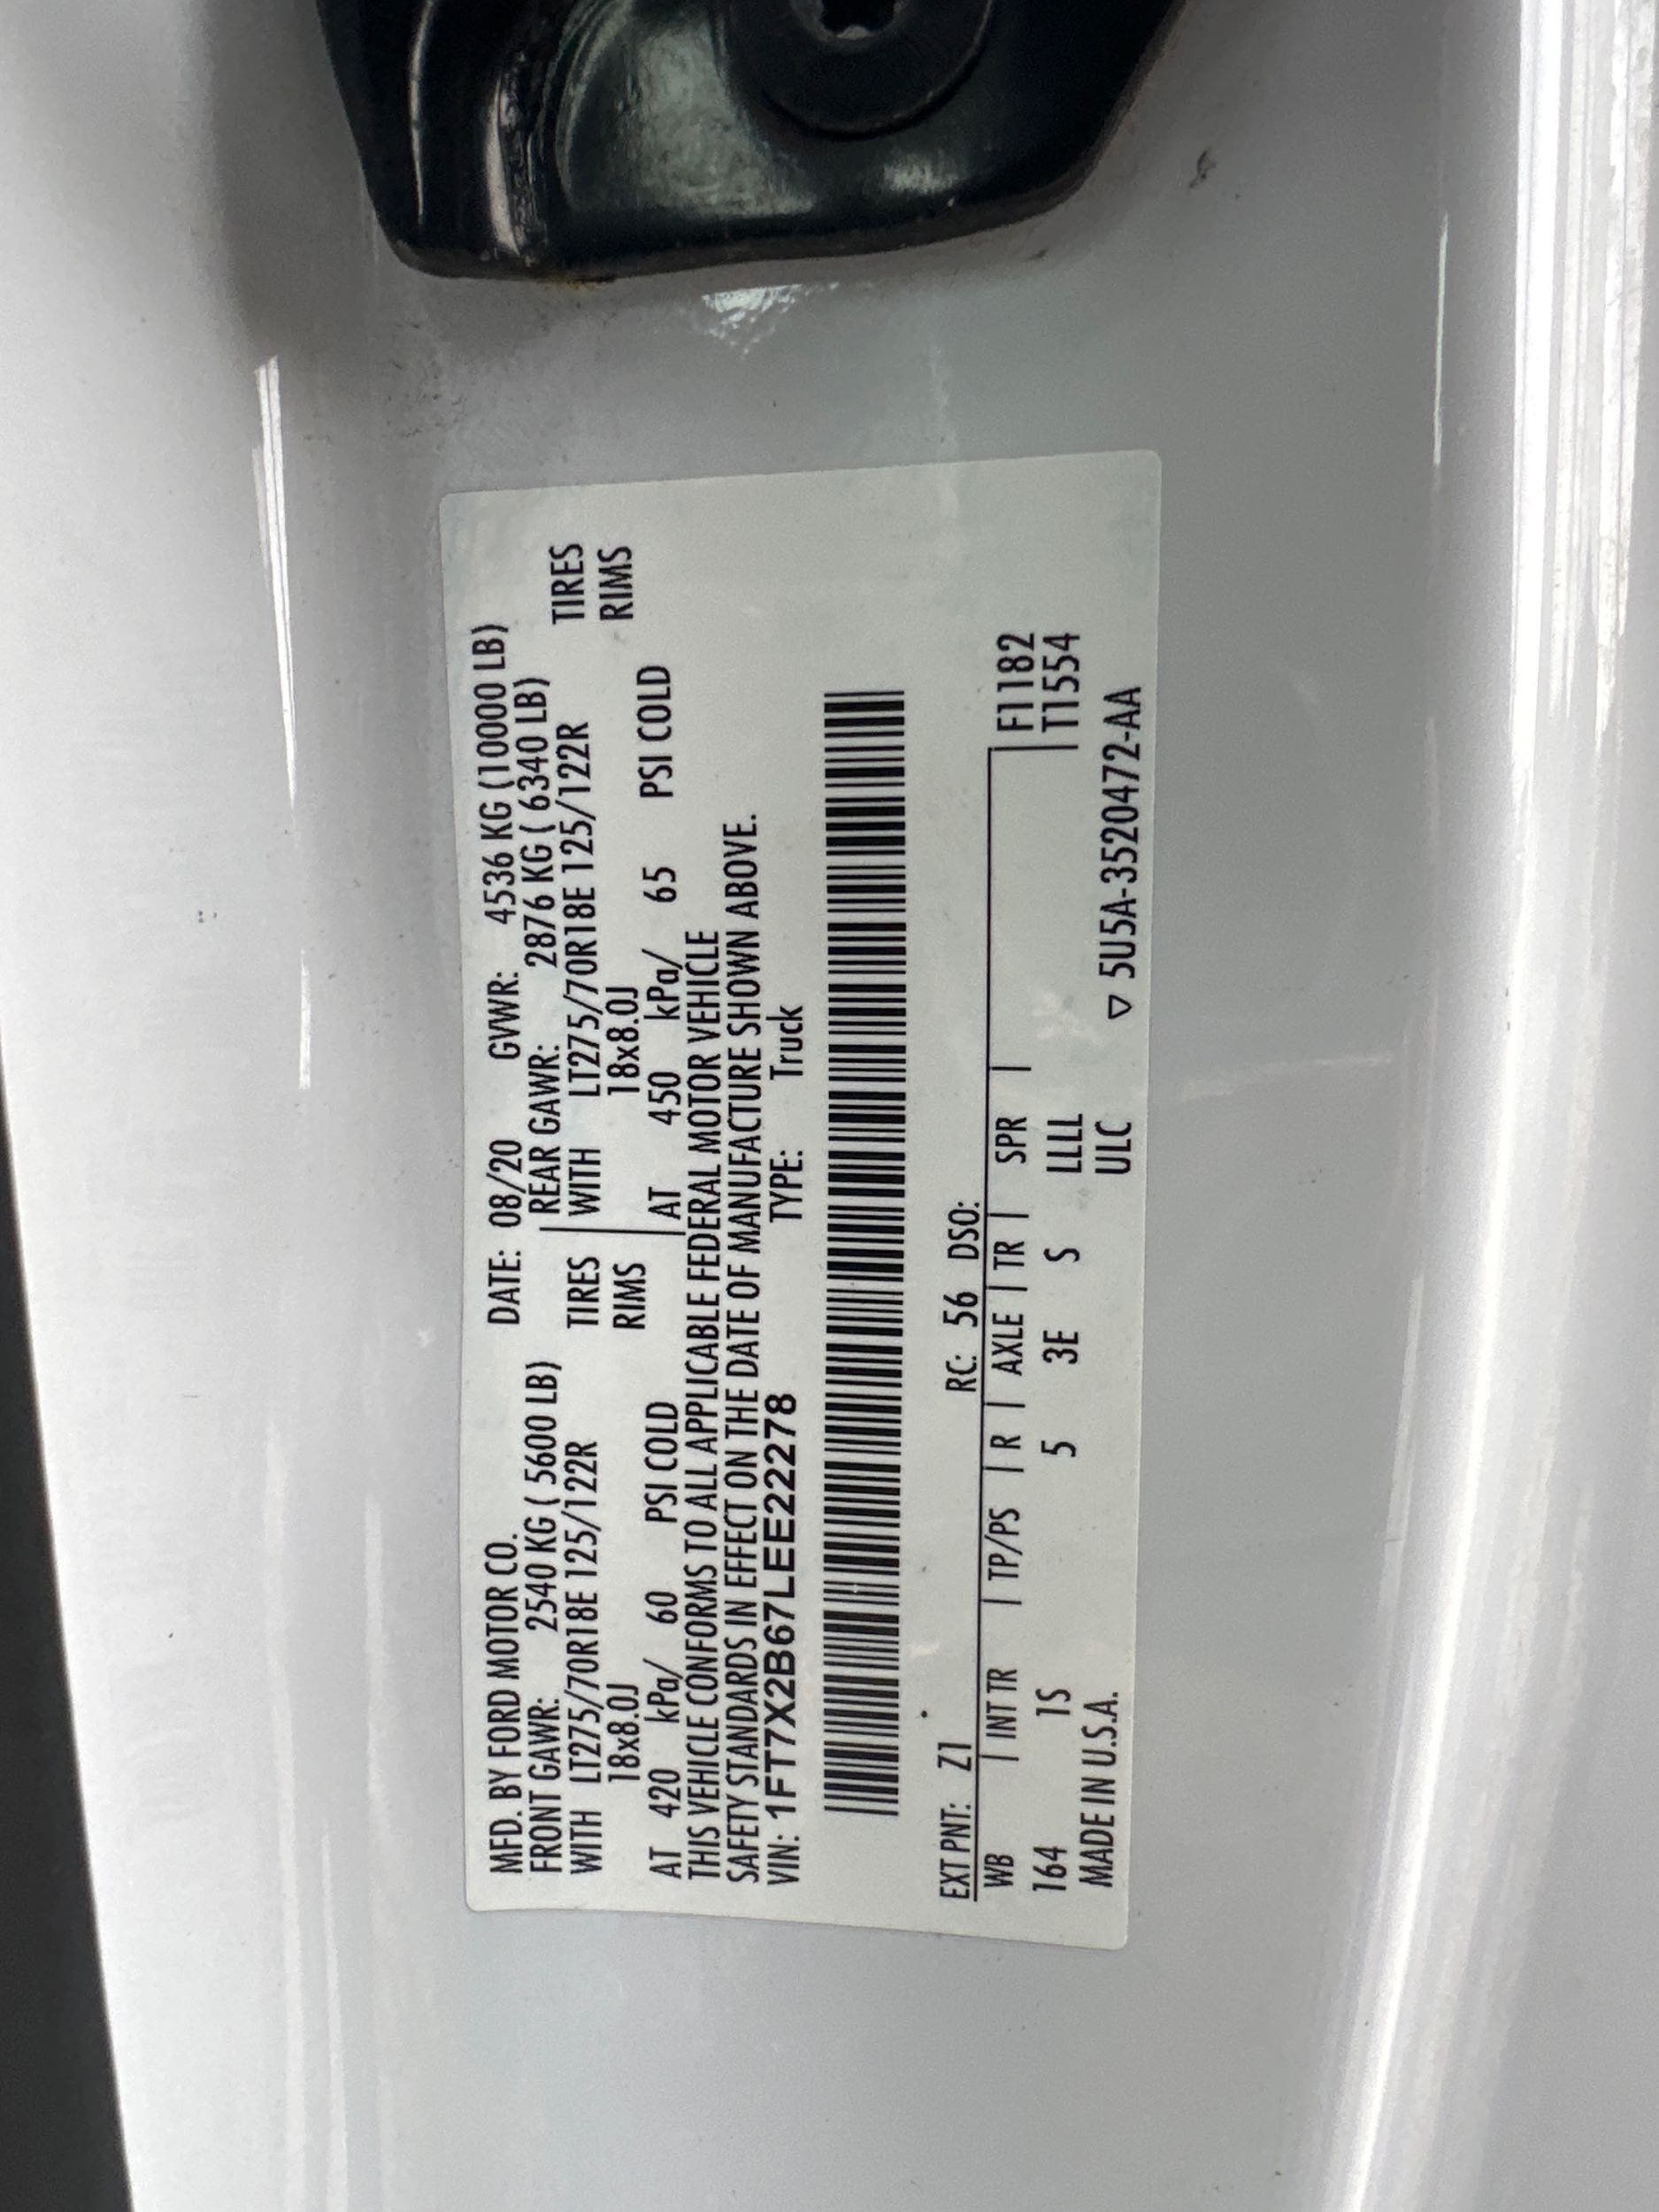 MFD. BY FORD MOTOR CO. DATE: 08/20 GVWR: 4536 KG (10000 LB)
FRONT GAWR: 2540 KG ( 5600 LB) REAR GAWR: 2876 KG ( 6340 LB)
WITH LT275/70R18E 125/122R TIRES WITH LT275/70R18E 125/122R TIRES
18x8.0J RIMS 18x8.0J RIMS
AT 420 kPa/ 60 PSI COLD AT 450 kPa/ 65 PSI COLD
THIS VEHICLE CONFORMS TO ALL APPLICABLE FEDERAL MOTOR VEHICLE
SAFETY STANDARDS IN EFFECT ON THE DATE OF MANUFACTURE SHOWN ABOVE.
VIN: 1FT7X2B67LEE22278 TYPE: Truck
EXT PNT: Z1 RC: 56 DSO:
WB | INT TR | TP/PS | R | AXLE | TR | SPR | F1182
164 1S 5 3E S LLLL T1554
MADE IN U.S.A. ULC ▽ 5U5A-3520472-AA